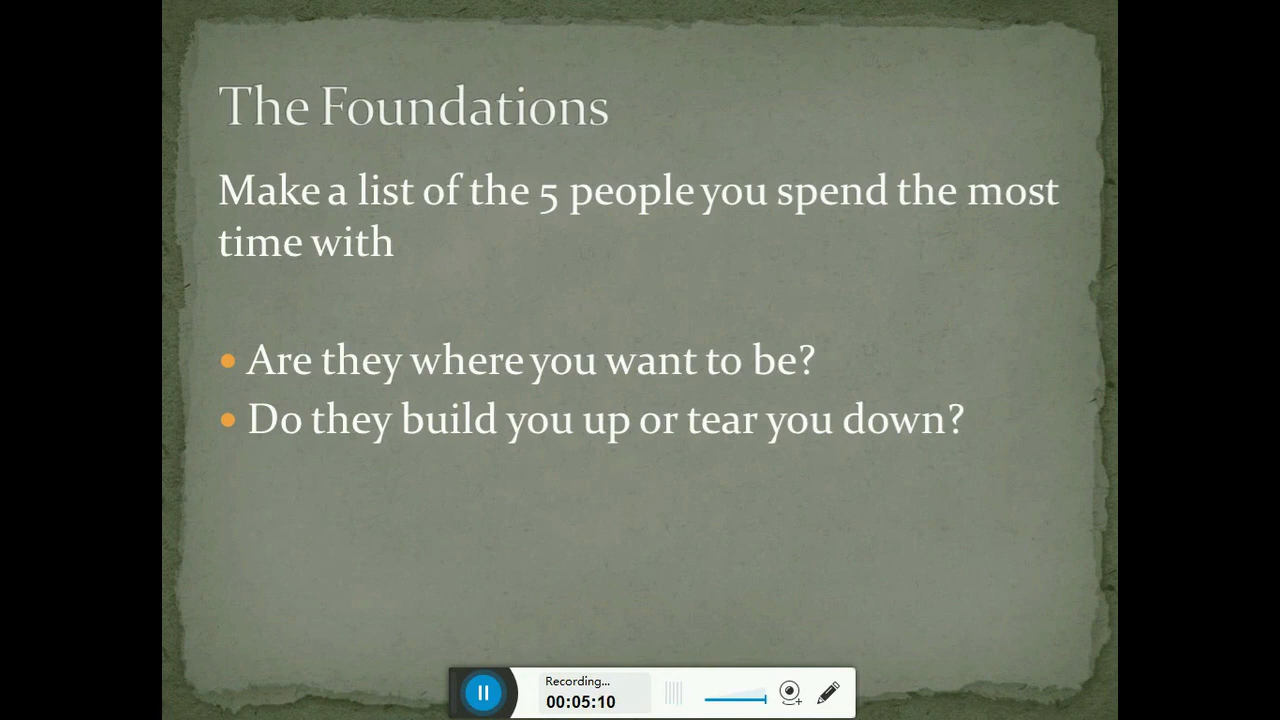 The Foundations
Make a list of the 5 people you spend the most
time with
Are they where you want to be?
Do they build you up or tear you down?
Recording...
00:05:10